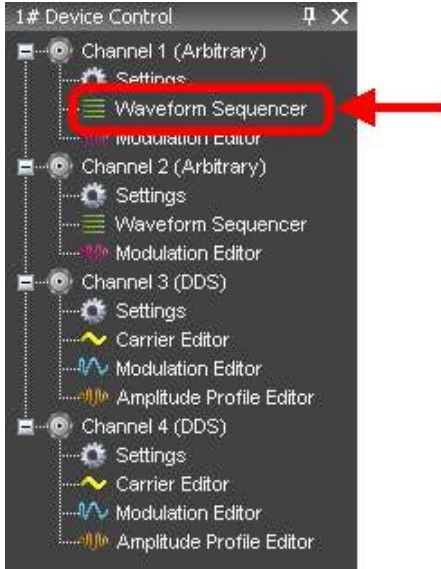 1# Device Control
Channel 1 (Arbitrary)
Settings
Waveform Sequencer
Modulation Editor
Channel 2 (Arbitrary)
Settings
Waveform Sequencer
Modulation Editor
Channel 3 (DDS)
Settings
Carrier Editor
Modulation Editor
Amplitude Profile Editor
Channel 4 (DDS)
Settings
Carrier Editor
Modulation Editor
Amplitude Profile Editor